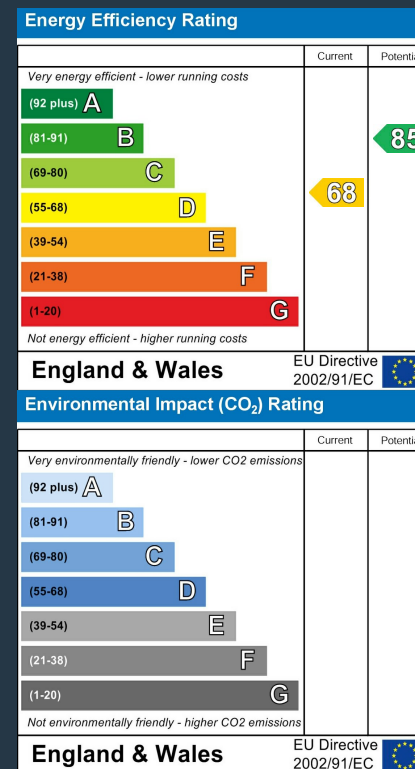 Energy Efficiency Rating
Current Potentia
Very energy efficient - lower running costs
(92 plus) A
(81-91) B
85
(69-80) C
(55-68) D
68
(39-54) E
(21-38) F
(1-20) G
Not energy efficient - higher running costs
England & Wales
EU Directive
2002/91/EC
Environmental Impact (CO₂) Rating
Current Potentia
Very environmentally friendly - lower CO2 emissions
(92 plus) A
(81-91) B
(69-80) C
(55-68) D
(39-54) E
(21-38) F
(1-20) G
Not environmentally friendly - higher CO2 emissions
England & Wales
EU Directive
2002/91/EC